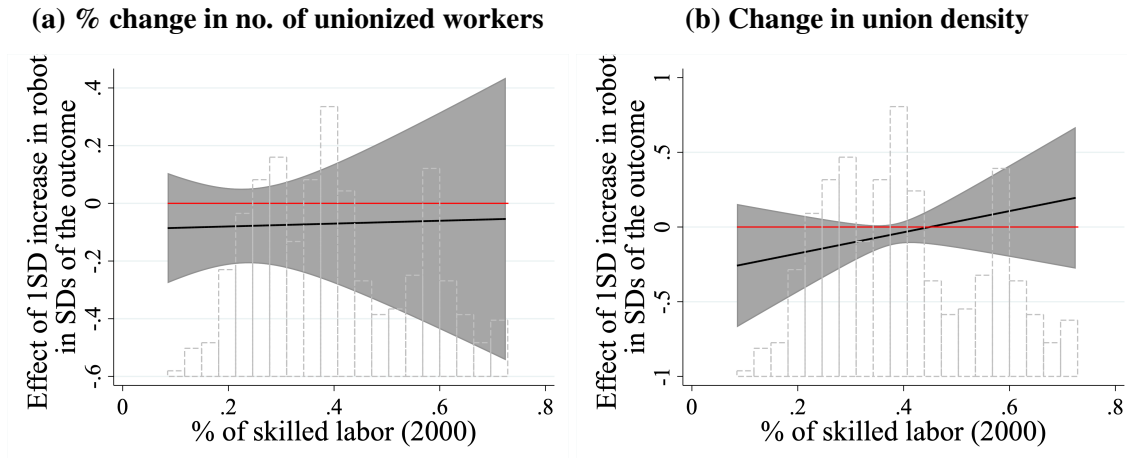 (a) % change in no. of unionized workers
Effect of 1SD increase in robot
in SDs of the outcome
.4
.2
0
-.2
-.4
-.6
0 .2 .4 .6 .8
% of skilled labor (2000)
(b) Change in union density
Effect of 1SD increase in robot
in SDs of the outcome
1
.5
0
-.5
-1
0 .2 .4 .6 .8
% of skilled labor (2000)